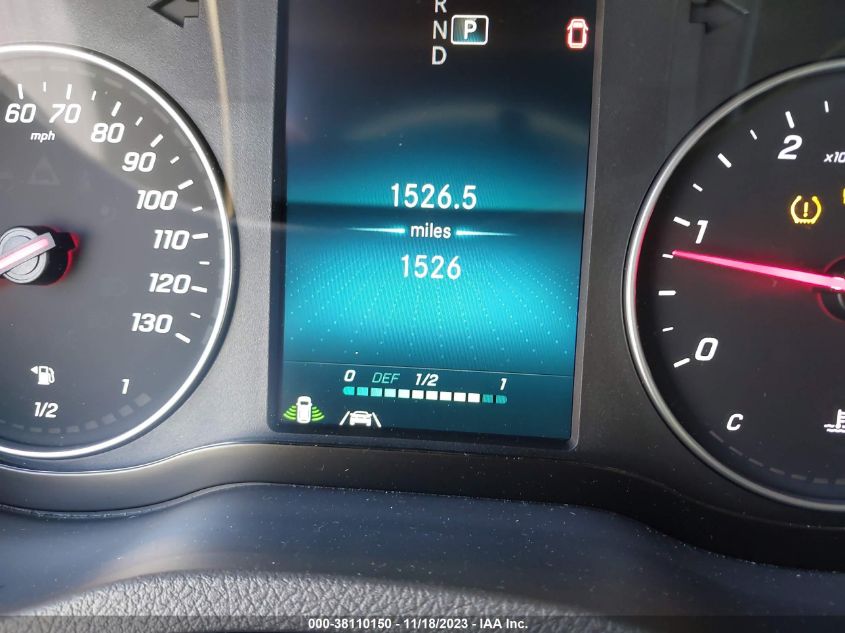 R
N P
D
60 70 80 90 100 110 120 130
mph
1526.5
miles
1526
0 DEF 1/2 1
1/2 1
2
1
0
C
000-38110150 - 11/18/2023 - IAA Inc.